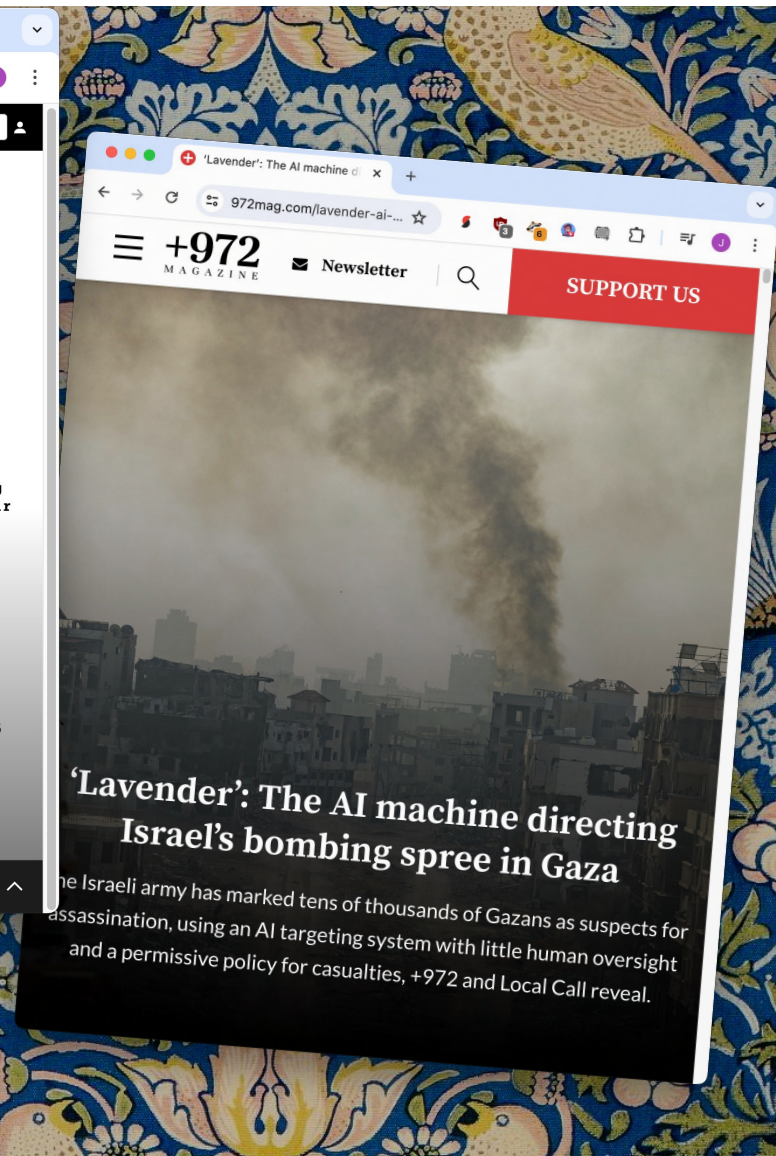 'Lavender': The AI machine d
972mag.com/lavender-ai-...
3
6
J
+972
MAGAZINE
Newsletter
SUPPORT US
‘Lavender’: The AI machine directing
Israel’s bombing spree in Gaza
he Israeli army has marked tens of thousands of Gazans as suspects for
assassination, using an AI targeting system with little human oversight
and a permissive policy for casualties, +972 and Local Call reveal.